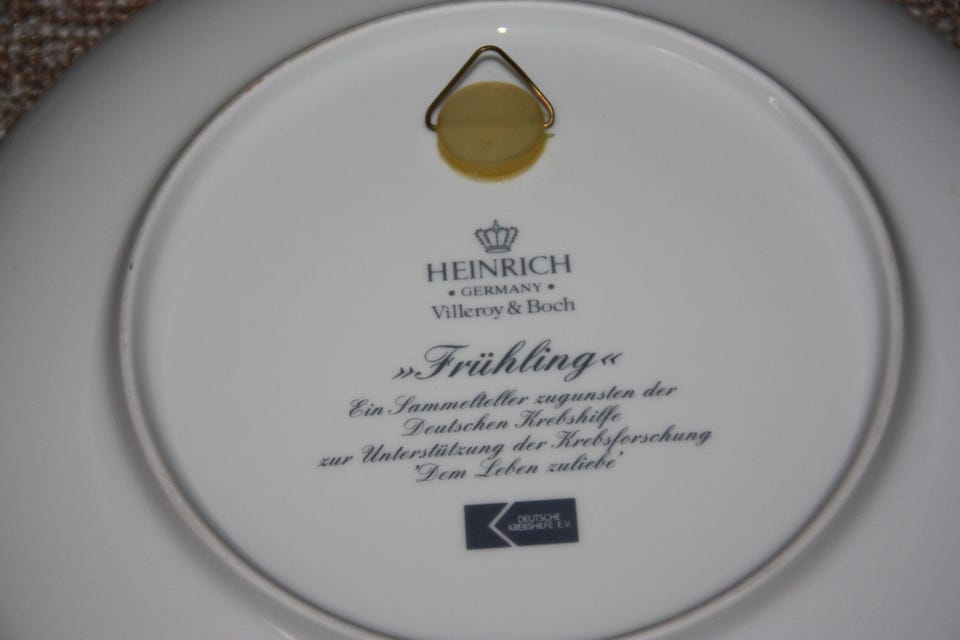 HEINRICH
• GERMANY •
Villeroy & Boch
»Frühling«
Ein Sammelteller zugunsten der
Deutschen Krebshilfe
zur Unterstützung der Krebsforschung
'Dem Leben zuliebe'
DEUTSCHE
KREBSHILFE E.V.